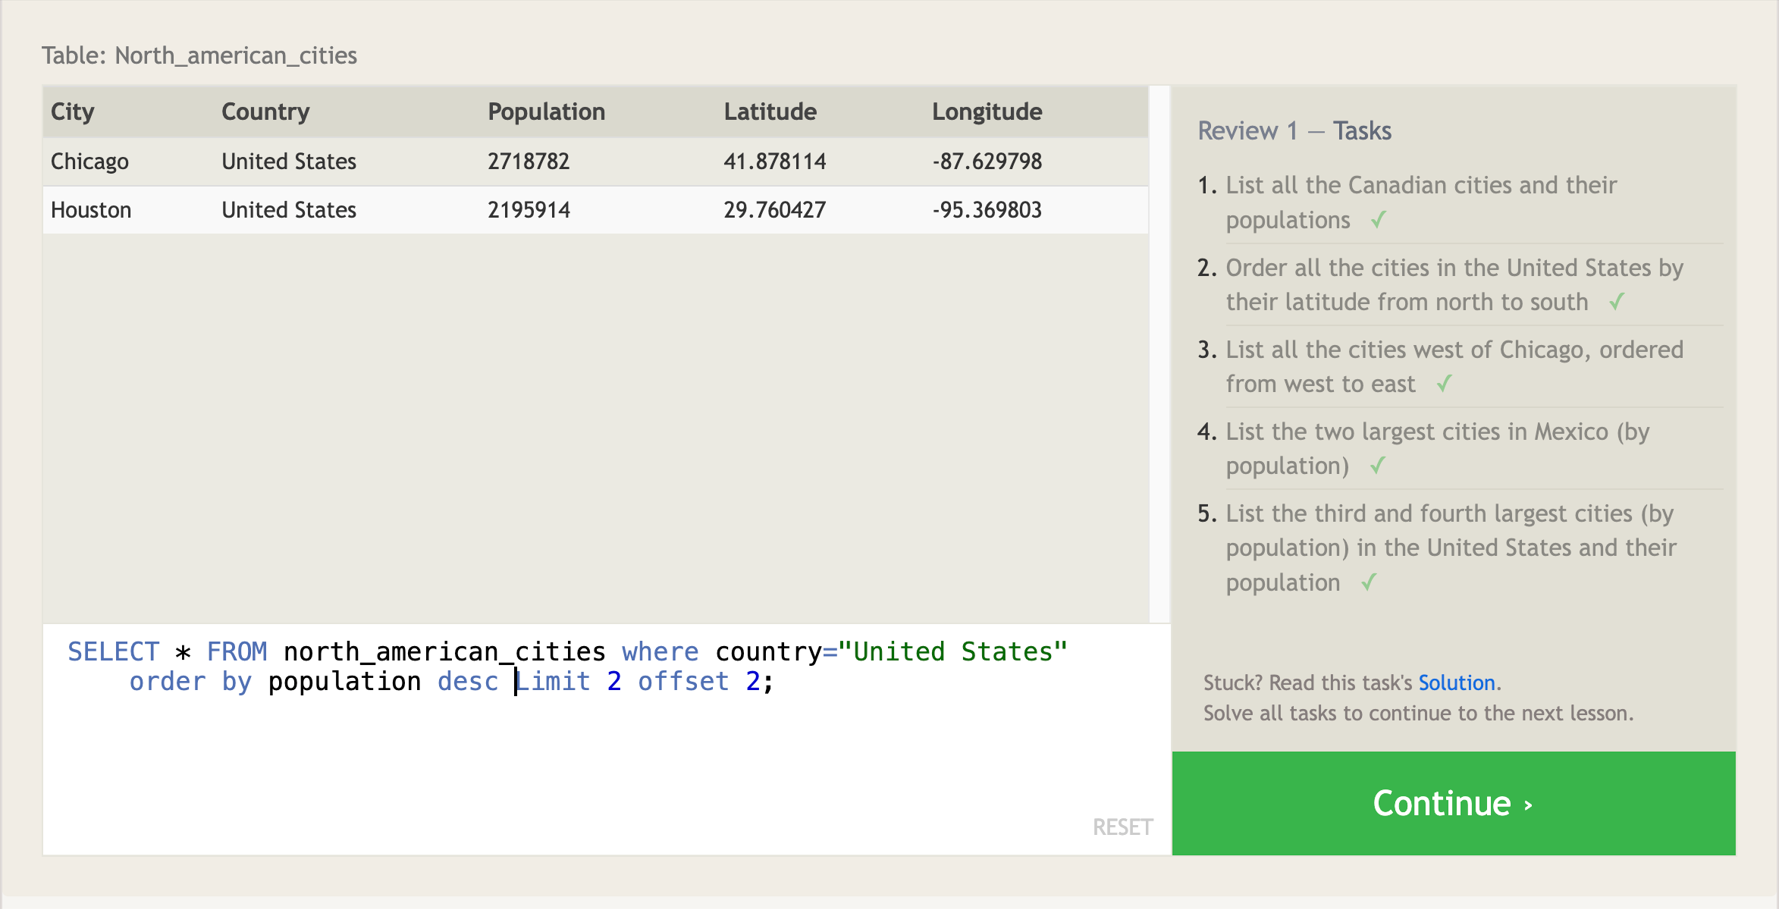 Table: North_american_cities
City Country Population Latitude Longitude
Chicago United States 2718782 41.878114 -87.629798
Houston United States 2195914 29.760427 -95.369803
SELECT * FROM north_american_cities where country="United States"
order by population desc Limit 2 offset 2;
RESET
Review 1 — Tasks
1. List all the Canadian cities and their
populations ✓
2. Order all the cities in the United States by
their latitude from north to south ✓
3. List all the cities west of Chicago, ordered
from west to east ✓
4. List the two largest cities in Mexico (by
population) ✓
5. List the third and fourth largest cities (by
population) in the United States and their
population ✓
Stuck? Read this task's Solution.
Solve all tasks to continue to the next lesson.
Continue ›